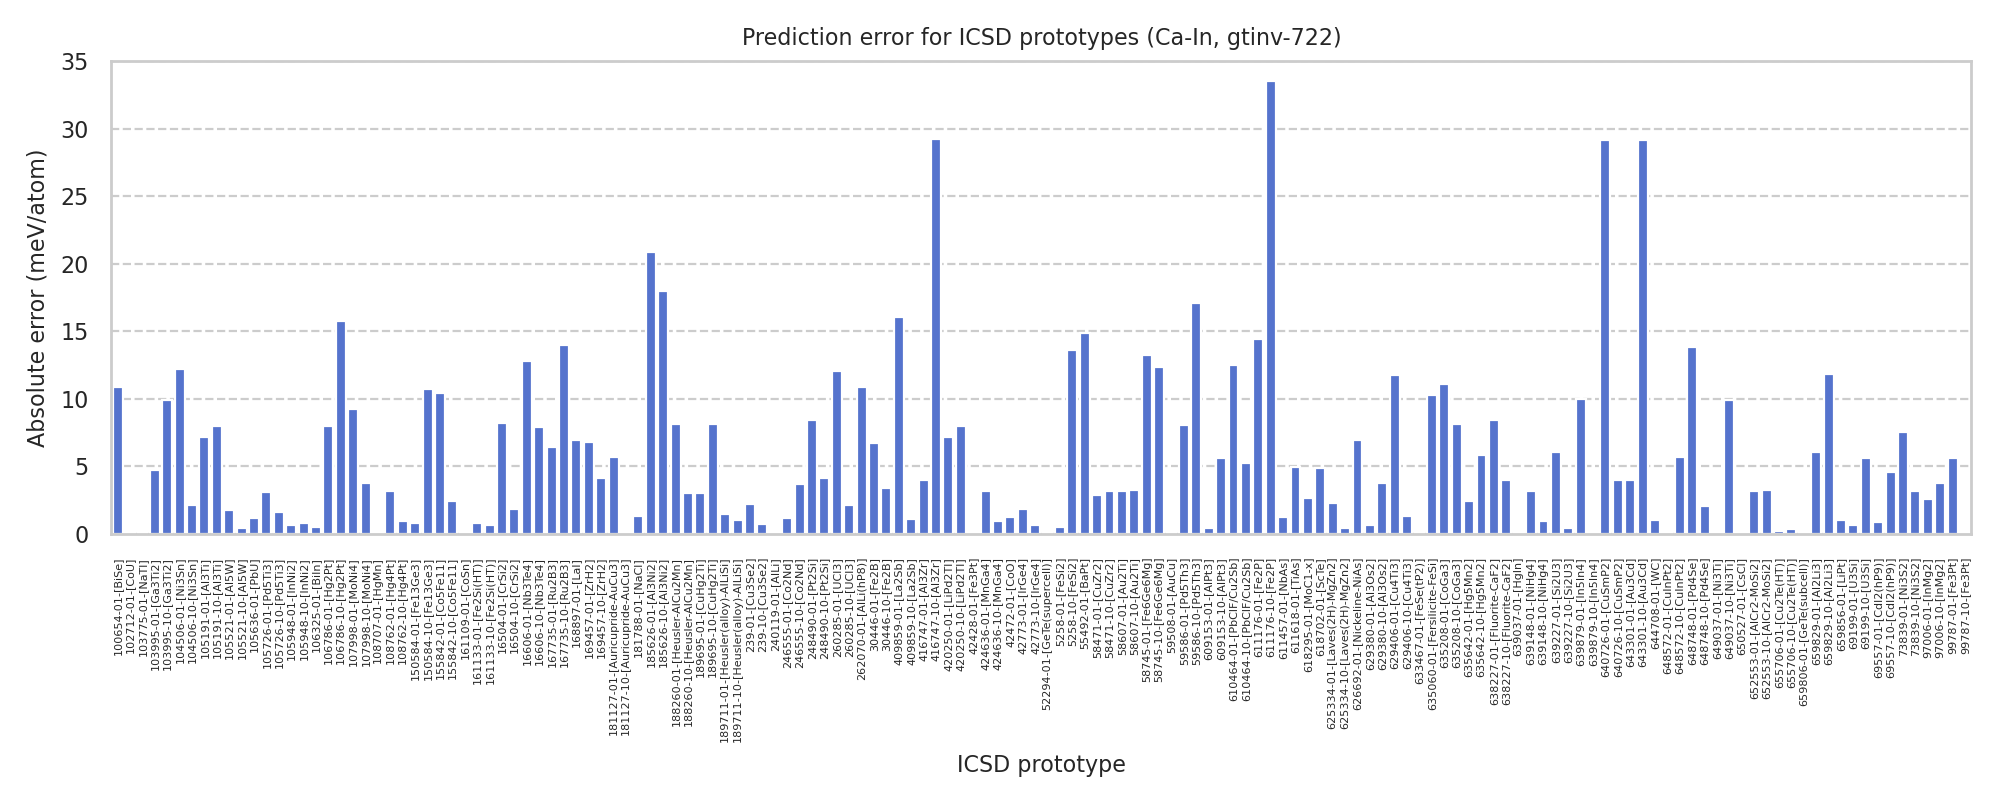 Prediction error for ICSD prototypes (Ca-In, gtinv-722)
Absolute error (meV/atom)
35
30
25
20
15
10
5
0
100654-01-[BiSe]
102712-01-[CoU]
103775-01-[NaTl]
103995-01-[Ga3Ti2]
103995-10-[Ga3Ti2]
104506-01-[Ni3Sn]
104506-10-[Ni3Sn]
105191-01-[Al3Ti]
105191-10-[Al3Ti]
105521-01-[Al5W]
105521-10-[Al5W]
105636-01-[PbU]
105726-01-[Pd5Ti3]
105726-10-[Pd5Ti3]
105948-01-[InNi2]
105948-10-[InNi2]
106325-01-[BiIn]
106786-01-[Hg2Pt]
106786-10-[Hg2Pt]
107998-01-[MoNi4]
107998-10-[MoNi4]
108707-01-[HgMn]
108762-01-[Hg4Pt]
108762-10-[Hg4Pt]
150584-01-[Fe13Ge3]
150584-10-[Fe13Ge3]
155842-01-[Co5Fe11]
155842-10-[Co5Fe11]
161109-01-[CoSn]
161133-01-[Fe2Si(HT)]
161133-10-[Fe2Si(HT)]
16504-01-[CrSi2]
16504-10-[CrSi2]
16606-01-[Nb3Te4]
16606-10-[Nb3Te4]
167735-01-[Ru2B3]
167735-10-[Ru2B3]
168897-01-[LaI]
169457-01-[ZrH2]
169457-10-[ZrH2]
181127-01-[Auricupride-AuCu3]
181127-10-[Auricupride-AuCu3]
181788-01-[NaCl]
185626-01-[Al3Ni2]
185626-10-[Al3Ni2]
188260-01-[Heusler-AlCu2Mn]
188260-10-[Heusler-AlCu2Mn]
189695-01-[CuHg2Ti]
189695-10-[CuHg2Ti]
189711-01-[Heusler(alloy)-AlLiSi]
189711-10-[Heusler(alloy)-AlLiSi]
239-01-[Cu3Se2]
239-10-[Cu3Se2]
240119-01-[AlLi]
246555-01-[Co2Nd]
246555-10-[Co2Nd]
248490-01-[Pt2Si]
248490-10-[Pt2Si]
260285-01-[UCl3]
260285-10-[UCl3]
262070-01-[AlLi(hP8)]
30446-01-[Fe2B]
30446-10-[Fe2B]
409859-01-[La2Sb]
409859-10-[La2Sb]
416747-01-[Al3Zr]
416747-10-[Al3Zr]
420250-01-[LiPd2Tl]
420250-10-[LiPd2Tl]
42428-01-[Fe3Pt]
424636-01-[MnGa4]
424636-10-[MnGa4]
42472-01-[CoO]
42773-01-[IrGe4]
42773-10-[IrGe4]
52294-01-[GeTe(supercell)]
5258-01-[FeSi2]
5258-10-[FeSi2]
55492-01-[BaPt]
58471-01-[CuZr2]
58471-10-[CuZr2]
58607-01-[Au2Ti]
58607-10-[Au2Ti]
58745-01-[Fe6Ge6Mg]
58745-10-[Fe6Ge6Mg]
59508-01-[AuCu]
59586-01-[Pd5Th3]
59586-10-[Pd5Th3]
609153-01-[AlPt3]
609153-10-[AlPt3]
610464-01-[PbClF/Cu2Sb]
610464-10-[PbClF/Cu2Sb]
611176-01-[Fe2P]
611176-10-[Fe2P]
611457-01-[NbAs]
611618-01-[TiAs]
618295-01-[MoC1-x]
618702-01-[ScTe]
625334-01-[Laves(2H)-MgZn2]
625334-10-[Laves(2H)-MgZn2]
626692-01-[Nickeline-NiAs]
629380-01-[Al3Os2]
629380-10-[Al3Os2]
629406-01-[Cu4Ti3]
629406-10-[Cu4Ti3]
633467-01-[FeSe(tP2)]
635060-01-[Fersilicite-FeSi]
635208-01-[CoGa3]
635208-10-[CoGa3]
635642-01-[Hg5Mn2]
635642-10-[Hg5Mn2]
638227-01-[Fluorite-CaF2]
638227-10-[Fluorite-CaF2]
639037-01-[HgIn]
639148-01-[NiHg4]
639148-10-[NiHg4]
639227-01-[Si2U3]
639227-10-[Si2U3]
639879-01-[In5In4]
639879-10-[In5In4]
640726-01-[CuSmP2]
640726-10-[CuSmP2]
643301-01-[Au3Cd]
643301-10-[Au3Cd]
644708-01-[WC]
648572-01-[CuInPt2]
648572-10-[CuInPt2]
648748-01-[Pd4Se]
648748-10-[Pd4Se]
649037-01-[Ni3Ti]
649037-10-[Ni3Ti]
650527-01-[CsCl]
652553-01-[AlCr2-MoSi2]
652553-10-[AlCr2-MoSi2]
655706-01-[Cu2Te(HT)]
655706-10-[Cu2Te(HT)]
659806-01-[GeTe(subcell)]
659829-01-[Al2Li3]
659829-10-[Al2Li3]
659856-01-[LiPt]
69199-01-[U3Si]
69199-10-[U3Si]
69557-01-[CdI2(hP9)]
69557-10-[CdI2(hP9)]
73839-01-[Ni3S2]
73839-10-[Ni3S2]
97006-01-[InMg2]
97006-10-[InMg2]
99787-01-[Fe3Pt]
99787-10-[Fe3Pt]
ICSD prototype